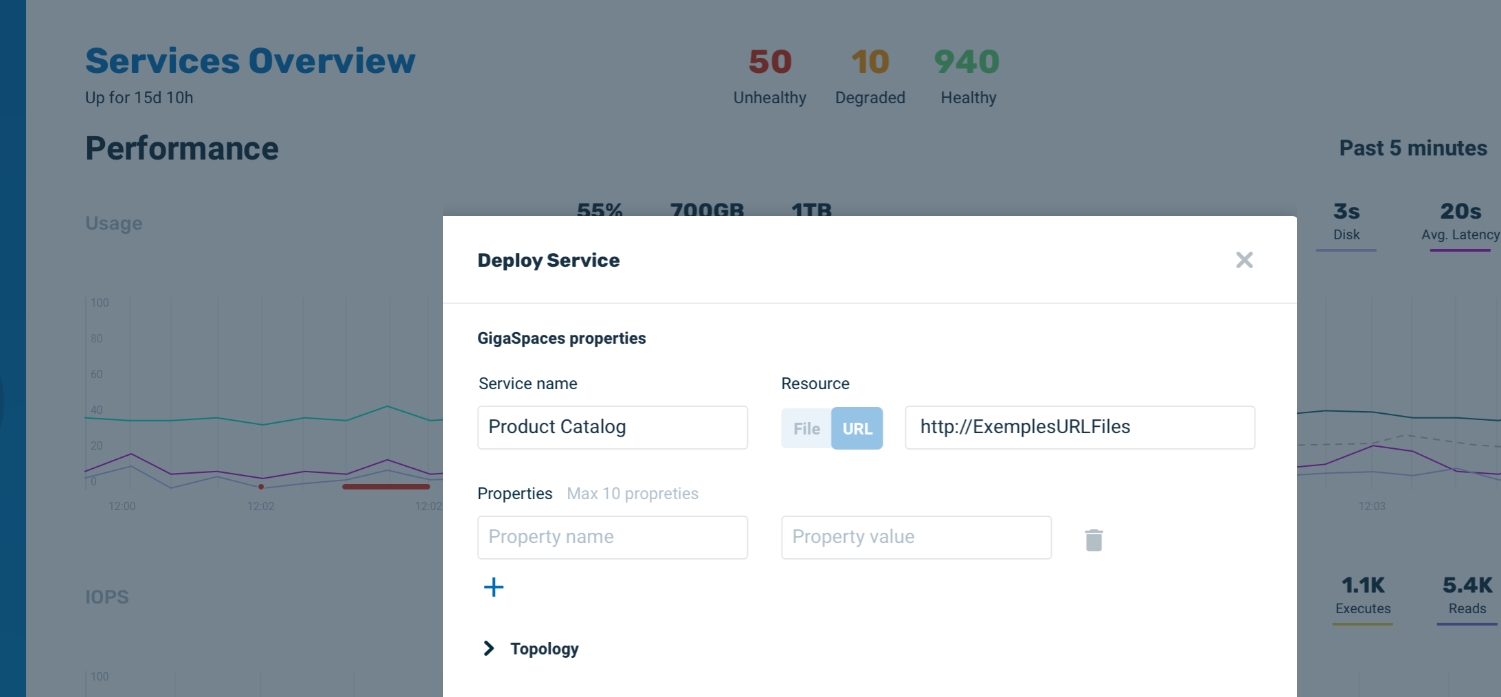 Services Overview
50 10 940
Up for 15d 10h
Unhealthy Degraded Healthy
Performance
Past 5 minutes
Usage
55% 700GB 1TB
3s 20s
Disk Avg. Latency
100
80
60
40
20
0
12:00 12:02 12:02
12:03
Deploy Service
GigaSpaces properties
Service name Resource
Product Catalog File URL http://ExemplesURLFiles
Properties Max 10 propreties
Property name Property value
Topology
IOPS
1.1K 5.4K
Executes Reads
100